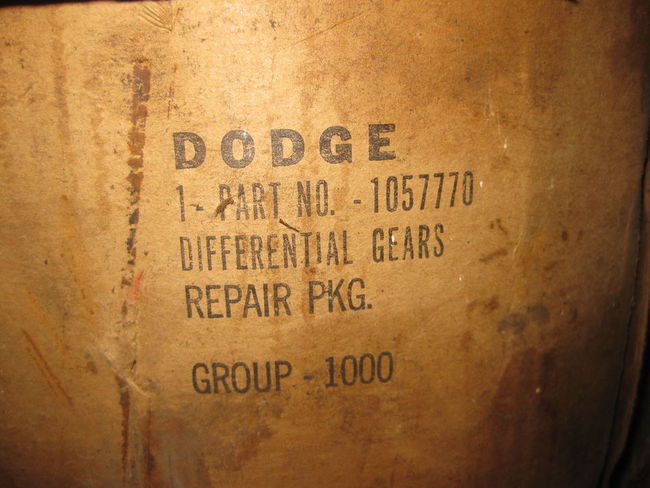 DODGE
1- PART NO. -1057770
DIFFERENTIAL GEARS
REPAIR PKG.
GROUP - 1000